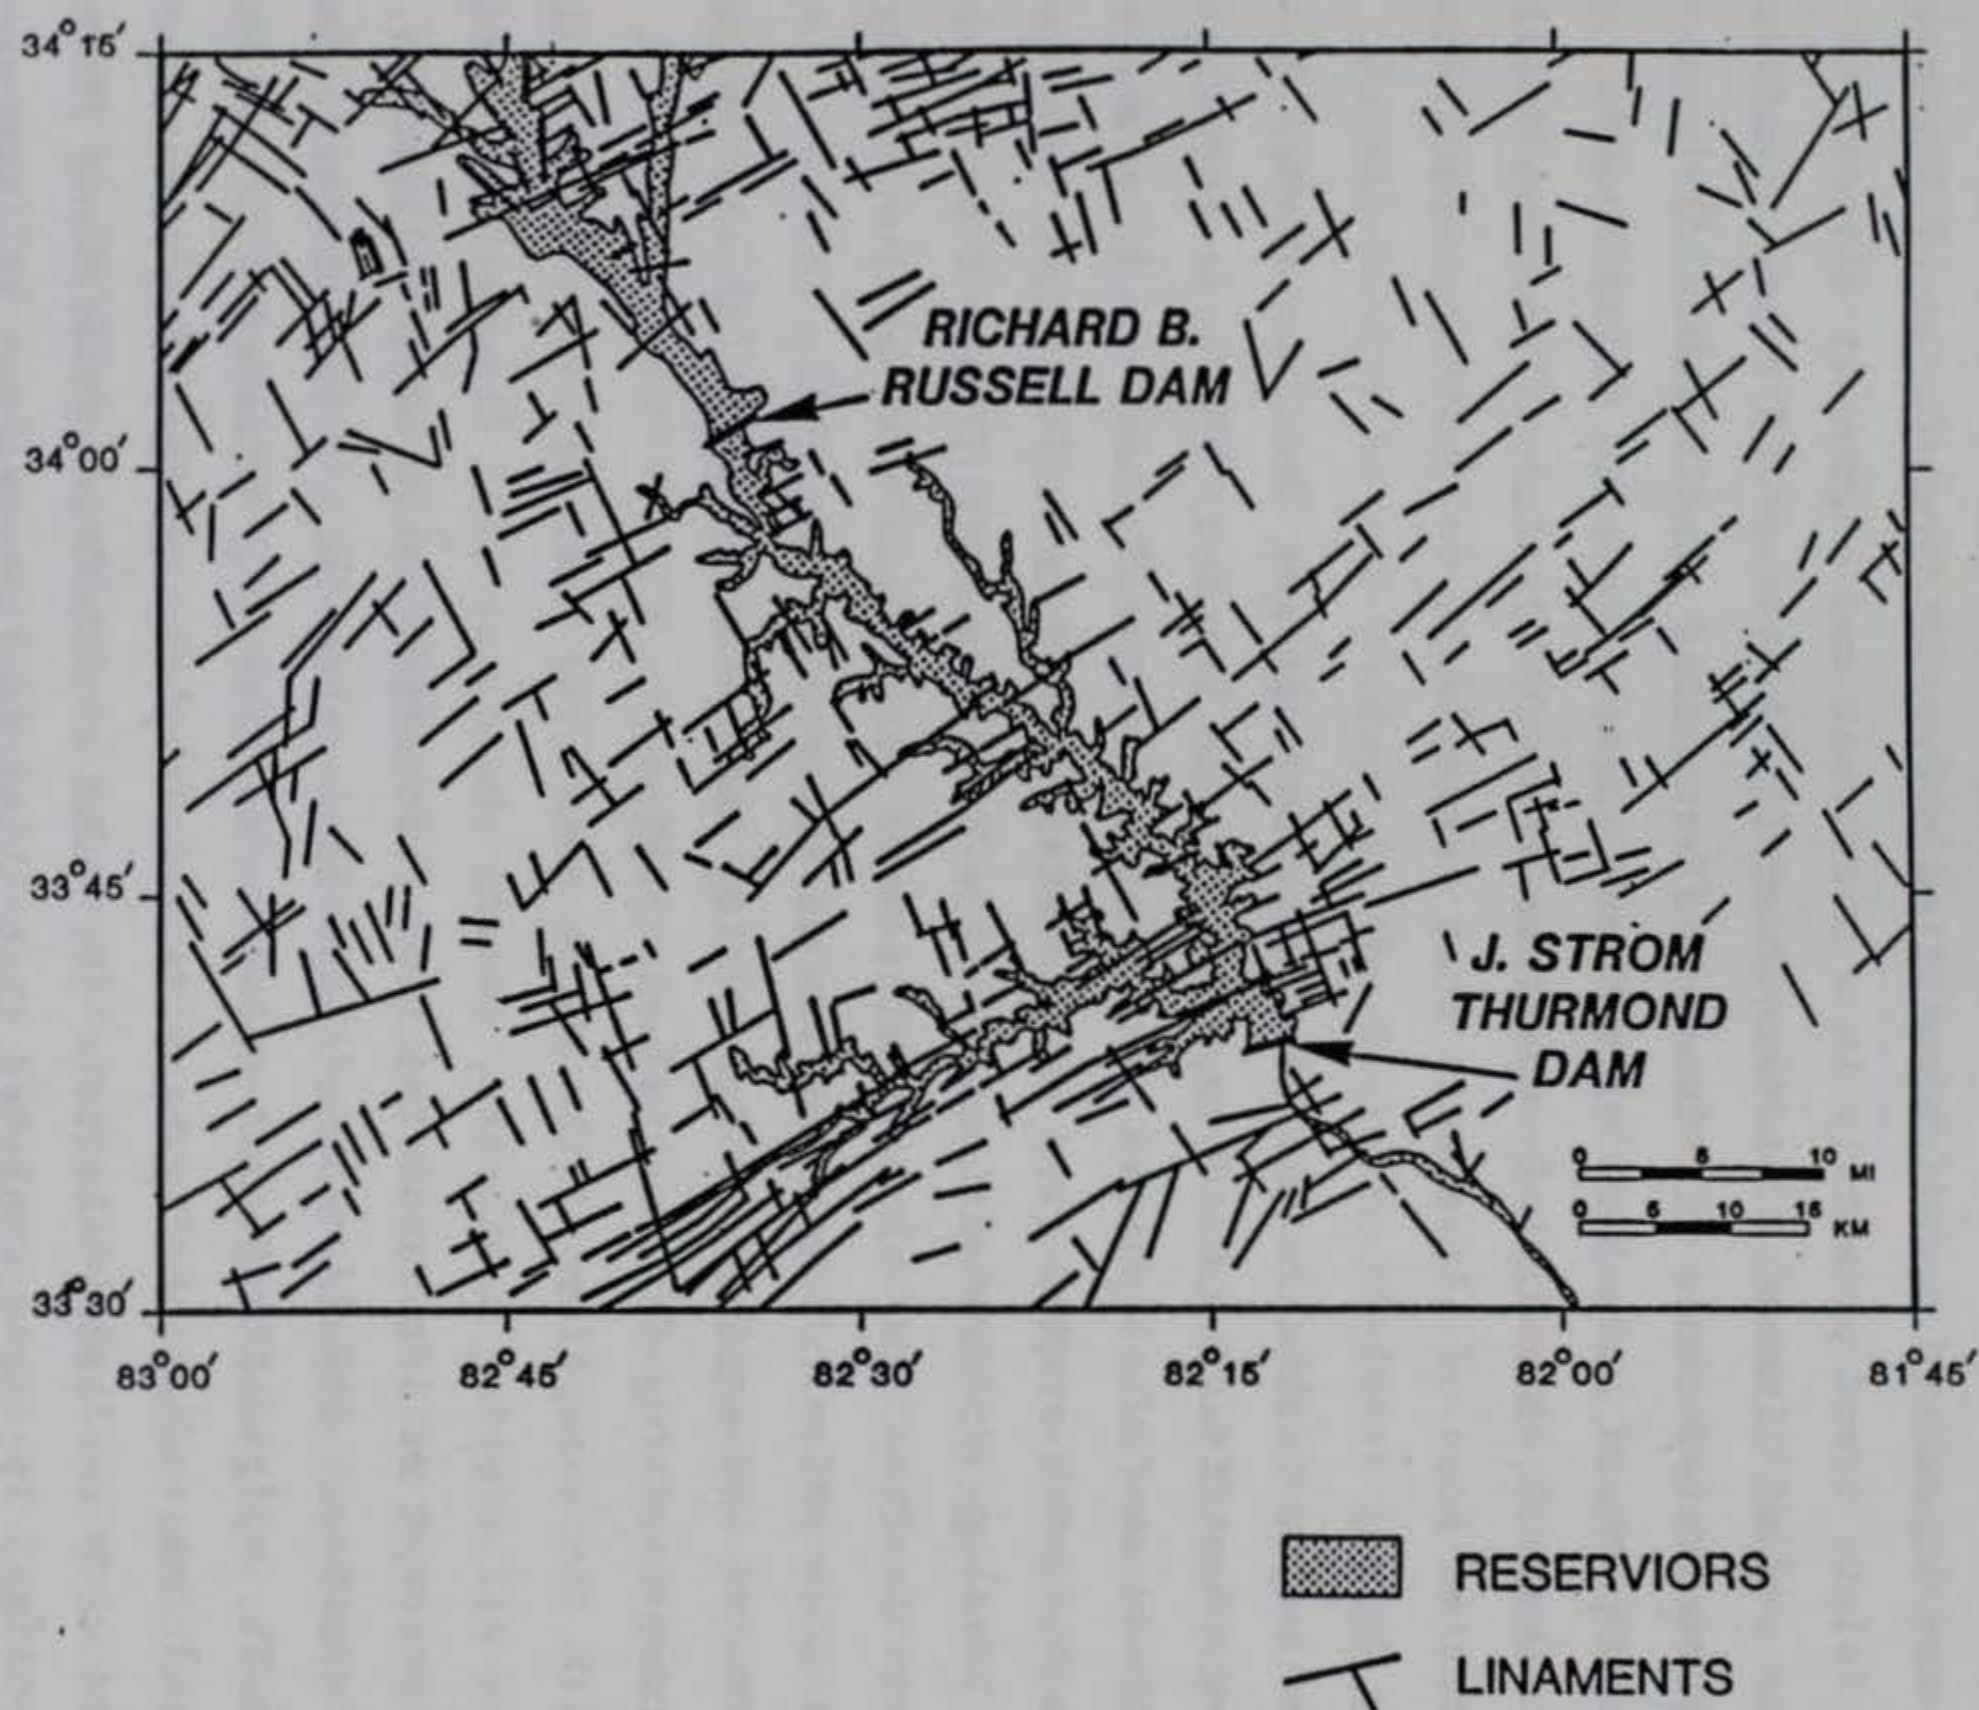 34°15′
RICHARD B.
RUSSELL DAM
34°00′
33°45′
J. STROM
THURMOND
DAM
0 5 10 MI
0 5 10 15 KM
33°30′
83°00′ 82°45′ 82°30′ 82°15′ 82°00′ 81°45′
RESERVIORS
LINAMENTS